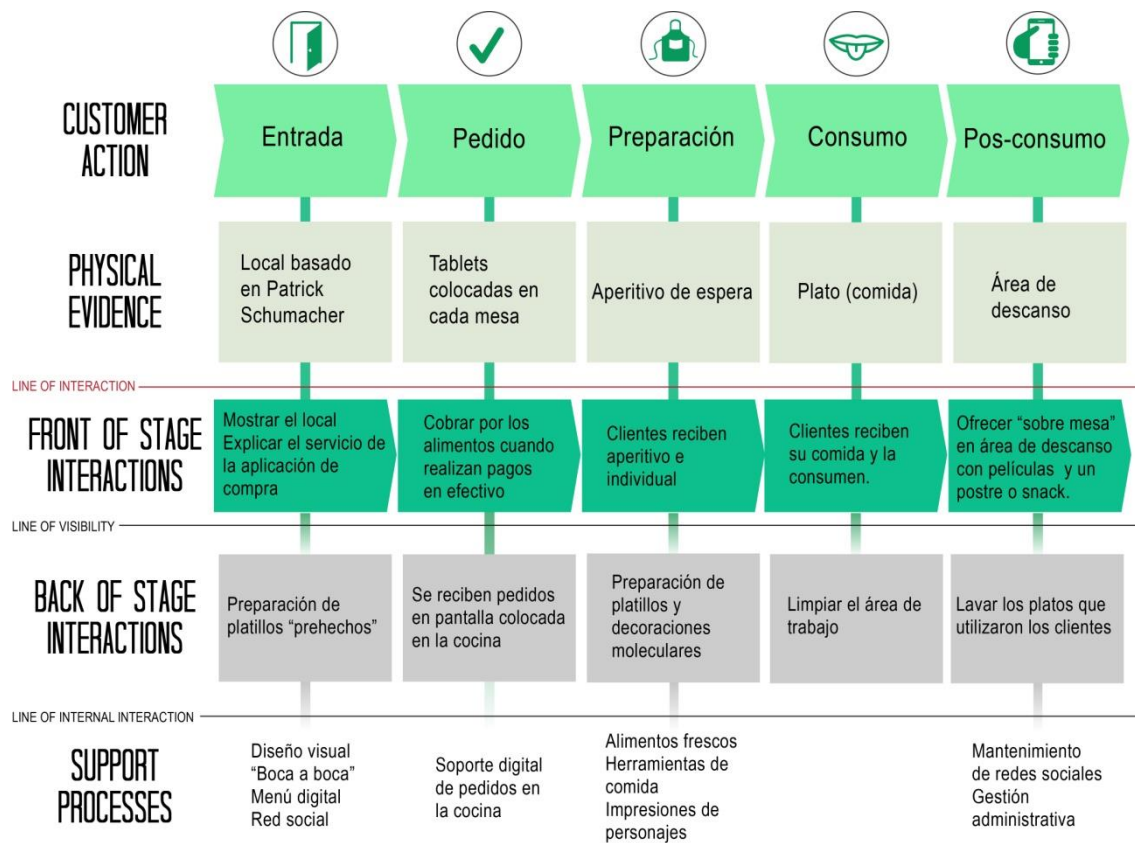 CUSTOMER
ACTION
Entrada
Pedido
Preparación
Consumo
Pos-consumo
PHYSICAL
EVIDENCE
Local basado
en Patrick
Schumacher
Tablets
colocadas en
cada mesa
Aperitivo de espera
Plato (comida)
Área de
descanso
LINE OF INTERACTION
FRONT OF STAGE
INTERACTIONS
Mostrar el local
Explicar el servicio de
la aplicación de
compra
Cobrar por los
alimentos cuando
realizan pagos
en efectivo
Clientes reciben
aperitivo e
individual
Clientes reciben
su comida y la
consumen.
Ofrecer “sobre mesa”
en área de descanso
con películas y un
postre o snack.
LINE OF VISIBILITY
BACK OF STAGE
INTERACTIONS
Preparación de
platillos “prehechos”
Se reciben pedidos
en pantalla colocada
en la cocina
Preparación de
platillos y
decoraciones
moleculares
Limpiar el área de
trabajo
Lavar los platos que
utilizaron los clientes
LINE OF INTERNAL INTERACTION
SUPPORT
PROCESSES
Diseño visual
“Boca a boca”
Menú digital
Red social
Soporte digital
de pedidos en
la cocina
Alimentos frescos
Herramientas de
comida
Impresiones de
personajes
Mantenimiento
de redes sociales
Gestión
administrativa